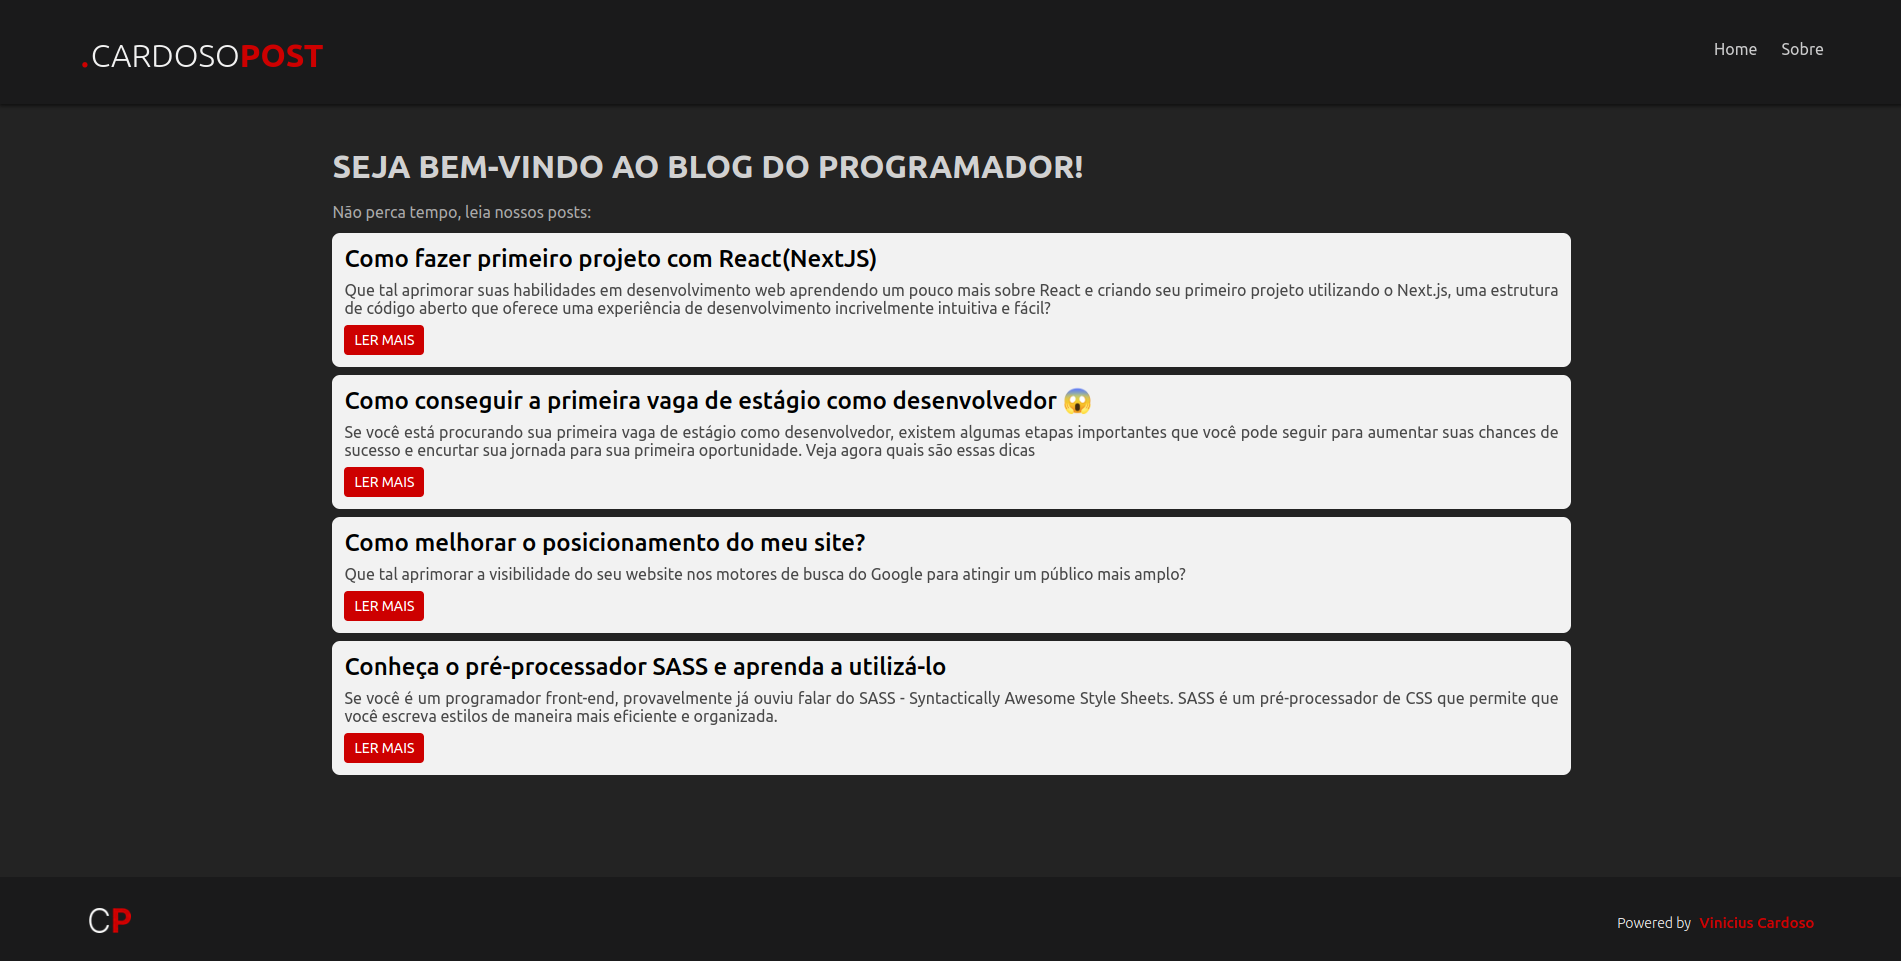 .CARDOSOPOST
Home Sobre
SEJA BEM-VINDO AO BLOG DO PROGRAMADOR!
Não perca tempo, leia nossos posts:
Como fazer primeiro projeto com React(NextJS)
Que tal aprimorar suas habilidades em desenvolvimento web aprendendo um pouco mais sobre React e criando seu primeiro projeto utilizando o Next.js, uma estrutura
de código aberto que oferece uma experiência de desenvolvimento incrivelmente intuitiva e fácil?
LER MAIS
Como conseguir a primeira vaga de estágio como desenvolvedor 😱
Se você está procurando sua primeira vaga de estágio como desenvolvedor, existem algumas etapas importantes que você pode seguir para aumentar suas chances de
sucesso e encurtar sua jornada para sua primeira oportunidade. Veja agora quais são essas dicas
LER MAIS
Como melhorar o posicionamento do meu site?
Que tal aprimorar a visibilidade do seu website nos motores de busca do Google para atingir um público mais amplo?
LER MAIS
Conheça o pré-processador SASS e aprenda a utilizá-lo
Se você é um programador front-end, provavelmente já ouviu falar do SASS - Syntactically Awesome Style Sheets. SASS é um pré-processador de CSS que permite que
você escreva estilos de maneira mais eficiente e organizada.
LER MAIS
CP
Powered by Vinicius Cardoso